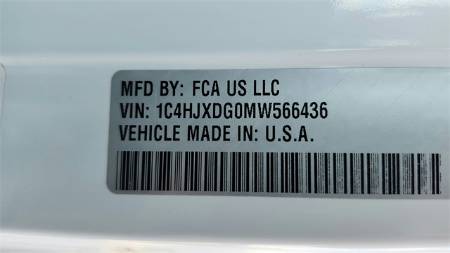 MFD BY: FCA US LLC
VIN: 1C4HJXDG0MW566436
VEHICLE MADE IN: U.S.A.